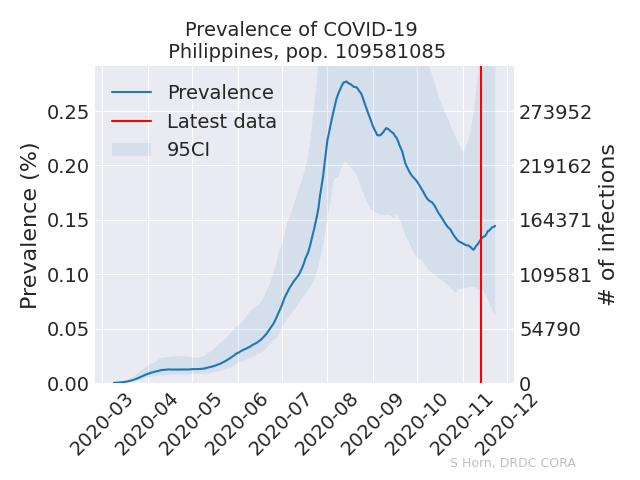 Prevalence of COVID-19
Philippines, pop. 109581085
Prevalence
Latest data
95CI
Prevalence (%)
0.25
0.20
0.15
0.10
0.05
0.00
273952
219162
164371
109581
54790
0
# of infections
2020-03
2020-04
2020-05
2020-06
2020-07
2020-08
2020-09
2020-10
2020-11
2020-12
S Horn, DRDC CORA